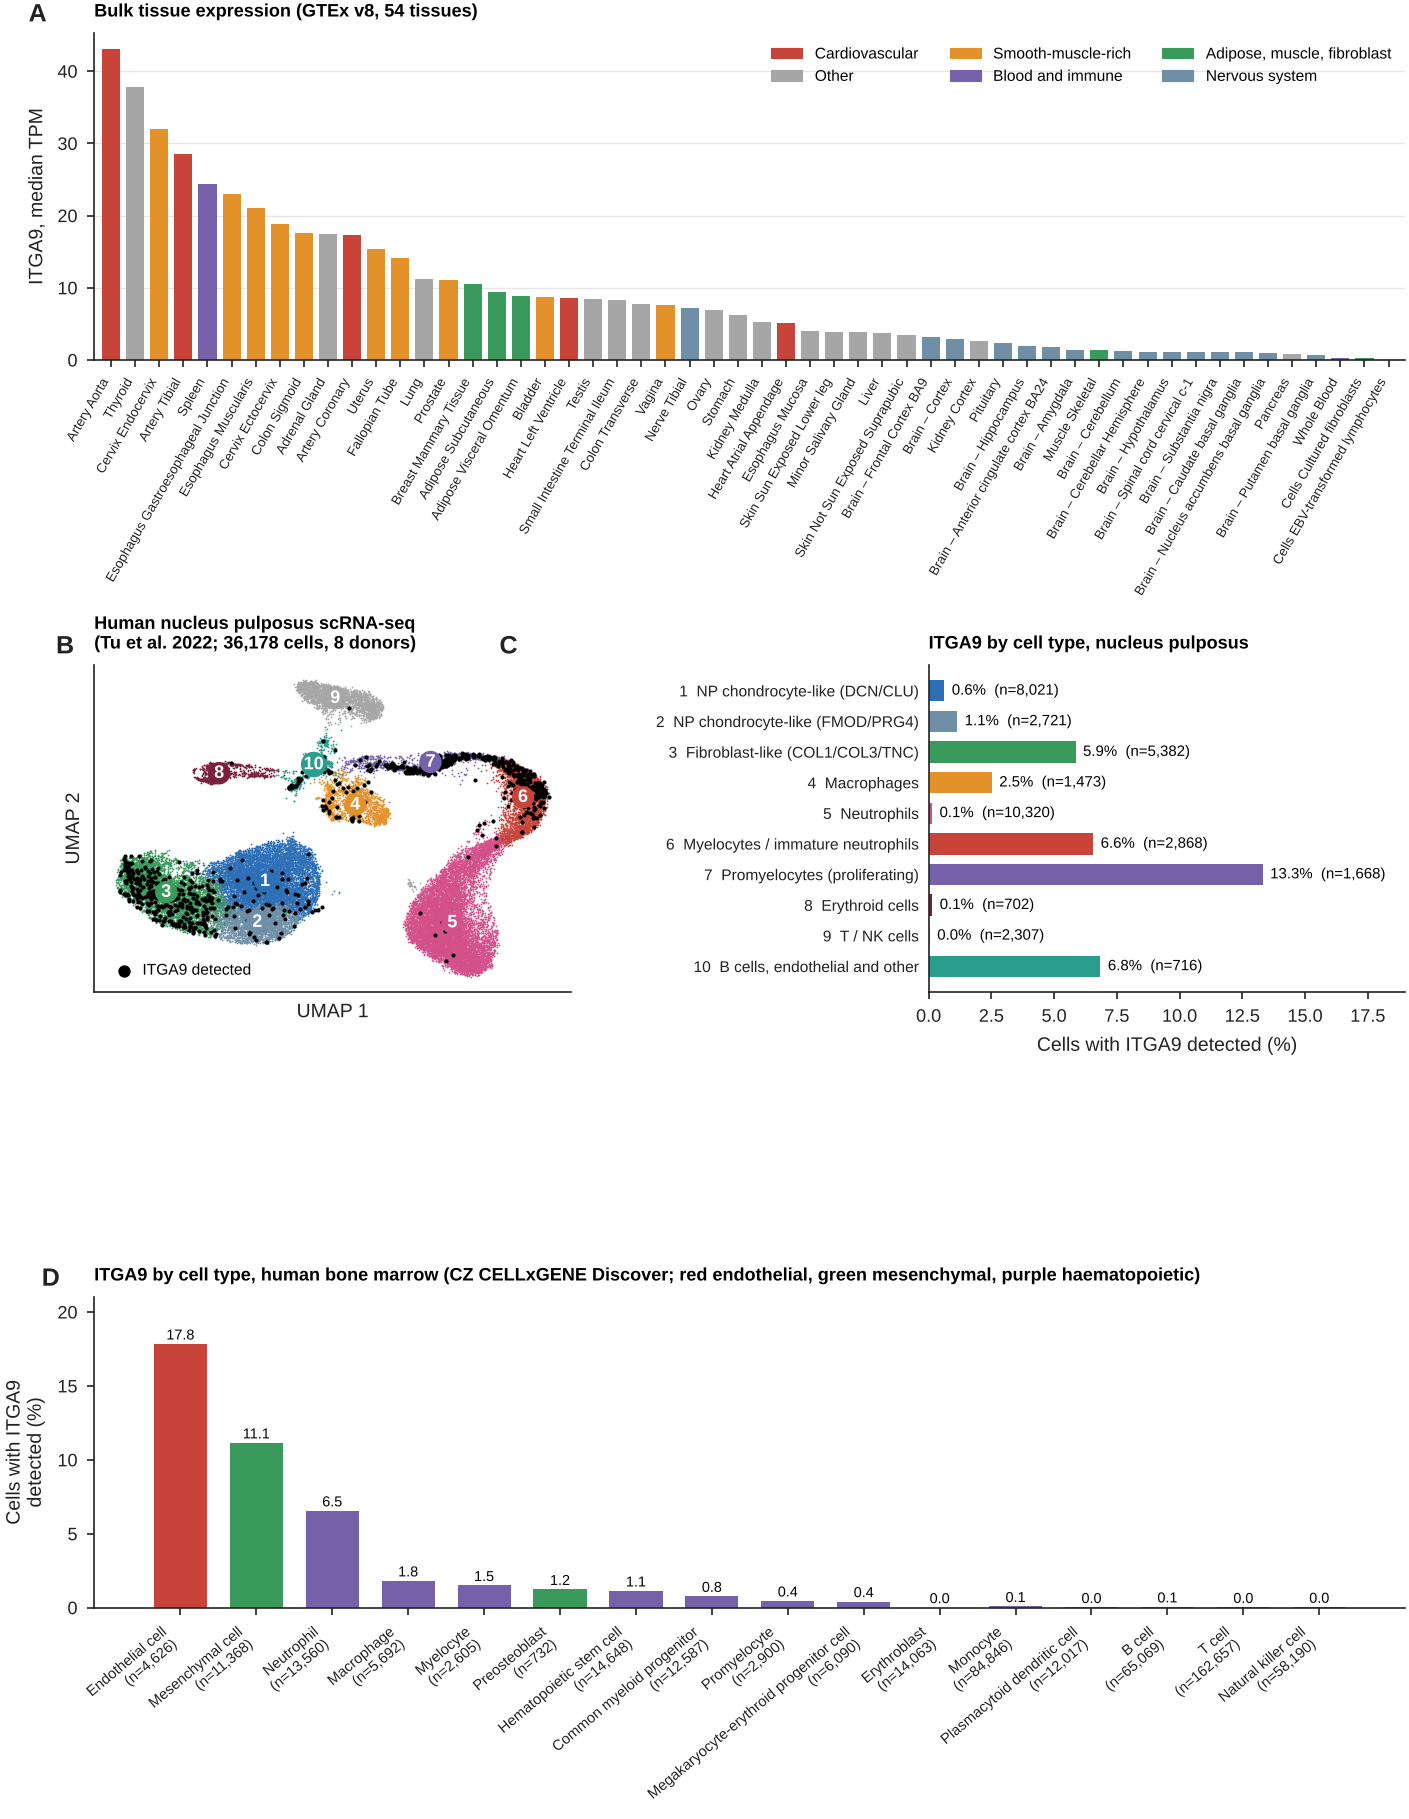 A
Bulk tissue expression (GTEx v8, 54 tissues)
ITGA9, median TPM
40
30
20
10
0
Cardiovascular
Smooth-muscle-rich
Adipose, muscle, fibroblast
Other
Blood and immune
Nervous system
Artery Aorta
Thyroid
Cervix Endocervix
Artery Tibial
Spleen
Esophagus Gastroesophageal Junction
Esophagus Muscularis
Cervix Ectocervix
Colon Sigmoid
Adrenal Gland
Artery Coronary
Uterus
Fallopian Tube
Lung
Prostate
Breast Mammary Tissue
Adipose Subcutaneous
Adipose Visceral Omentum
Bladder
Heart Left Ventricle
Testis
Small Intestine Terminal Ileum
Colon Transverse
Vagina
Nerve Tibial
Ovary
Stomach
Kidney Medulla
Heart Atrial Appendage
Esophagus Mucosa
Skin Sun Exposed Lower leg
Minor Salivary Gland
Liver
Skin Not Sun Exposed Suprapubic
Brain – Frontal Cortex BA9
Brain – Cortex
Kidney Cortex
Pituitary
Brain – Hippocampus
Brain – Anterior cingulate cortex BA24
Brain – Amygdala
Muscle Skeletal
Brain – Cerebellum
Brain – Cerebellar Hemisphere
Brain – Hypothalamus
Brain – Spinal cord cervical c-1
Brain – Substantia nigra
Brain – Caudate basal ganglia
Brain – Nucleus accumbens basal ganglia
Pancreas
Brain – Putamen basal ganglia
Whole Blood
Cells Cultured fibroblasts
Cells EBV-transformed lymphocytes
B
Human nucleus pulposus scRNA-seq
(Tu et al. 2022; 36,178 cells, 8 donors)
UMAP 2
9
10
7
8
4
6
3
1
2
5
ITGA9 detected
UMAP 1
C
ITGA9 by cell type, nucleus pulposus
1 NP chondrocyte-like (DCN/CLU)
0.6% (n=8,021)
2 NP chondrocyte-like (FMOD/PRG4)
1.1% (n=2,721)
3 Fibroblast-like (COL1/COL3/TNC)
5.9% (n=5,382)
4 Macrophages
2.5% (n=1,473)
5 Neutrophils
0.1% (n=10,320)
6 Myelocytes / immature neutrophils
6.6% (n=2,868)
7 Promyelocytes (proliferating)
13.3% (n=1,668)
8 Erythroid cells
0.1% (n=702)
9 T / NK cells
0.0% (n=2,307)
10 B cells, endothelial and other
6.8% (n=716)
0.0
2.5
5.0
7.5
10.0
12.5
15.0
17.5
Cells with ITGA9 detected (%)
D
ITGA9 by cell type, human bone marrow (CZ CELLxGENE Discover; red endothelial, green mesenchymal, purple haematopoietic)
Cells with ITGA9
detected (%)
20
15
10
5
0
17.8
11.1
6.5
1.8
1.5
1.2
1.1
0.8
0.4
0.4
0.0
0.1
0.0
0.1
0.0
0.0
Endothelial cell
(n=4,626)
Mesenchymal cell
(n=11,368)
Neutrophil
(n=13,560)
Macrophage
(n=5,692)
Myelocyte
(n=2,605)
Preosteoblast
(n=732)
Hematopoietic stem cell
(n=14,648)
Common myeloid progenitor
(n=12,587)
Promyelocyte
(n=2,900)
Megakaryocyte-erythroid progenitor cell
(n=6,090)
Erythroblast
(n=14,063)
Monocyte
(n=84,846)
Plasmacytoid dendritic cell
(n=12,017)
B cell
(n=65,069)
T cell
(n=162,657)
Natural killer cell
(n=58,190)